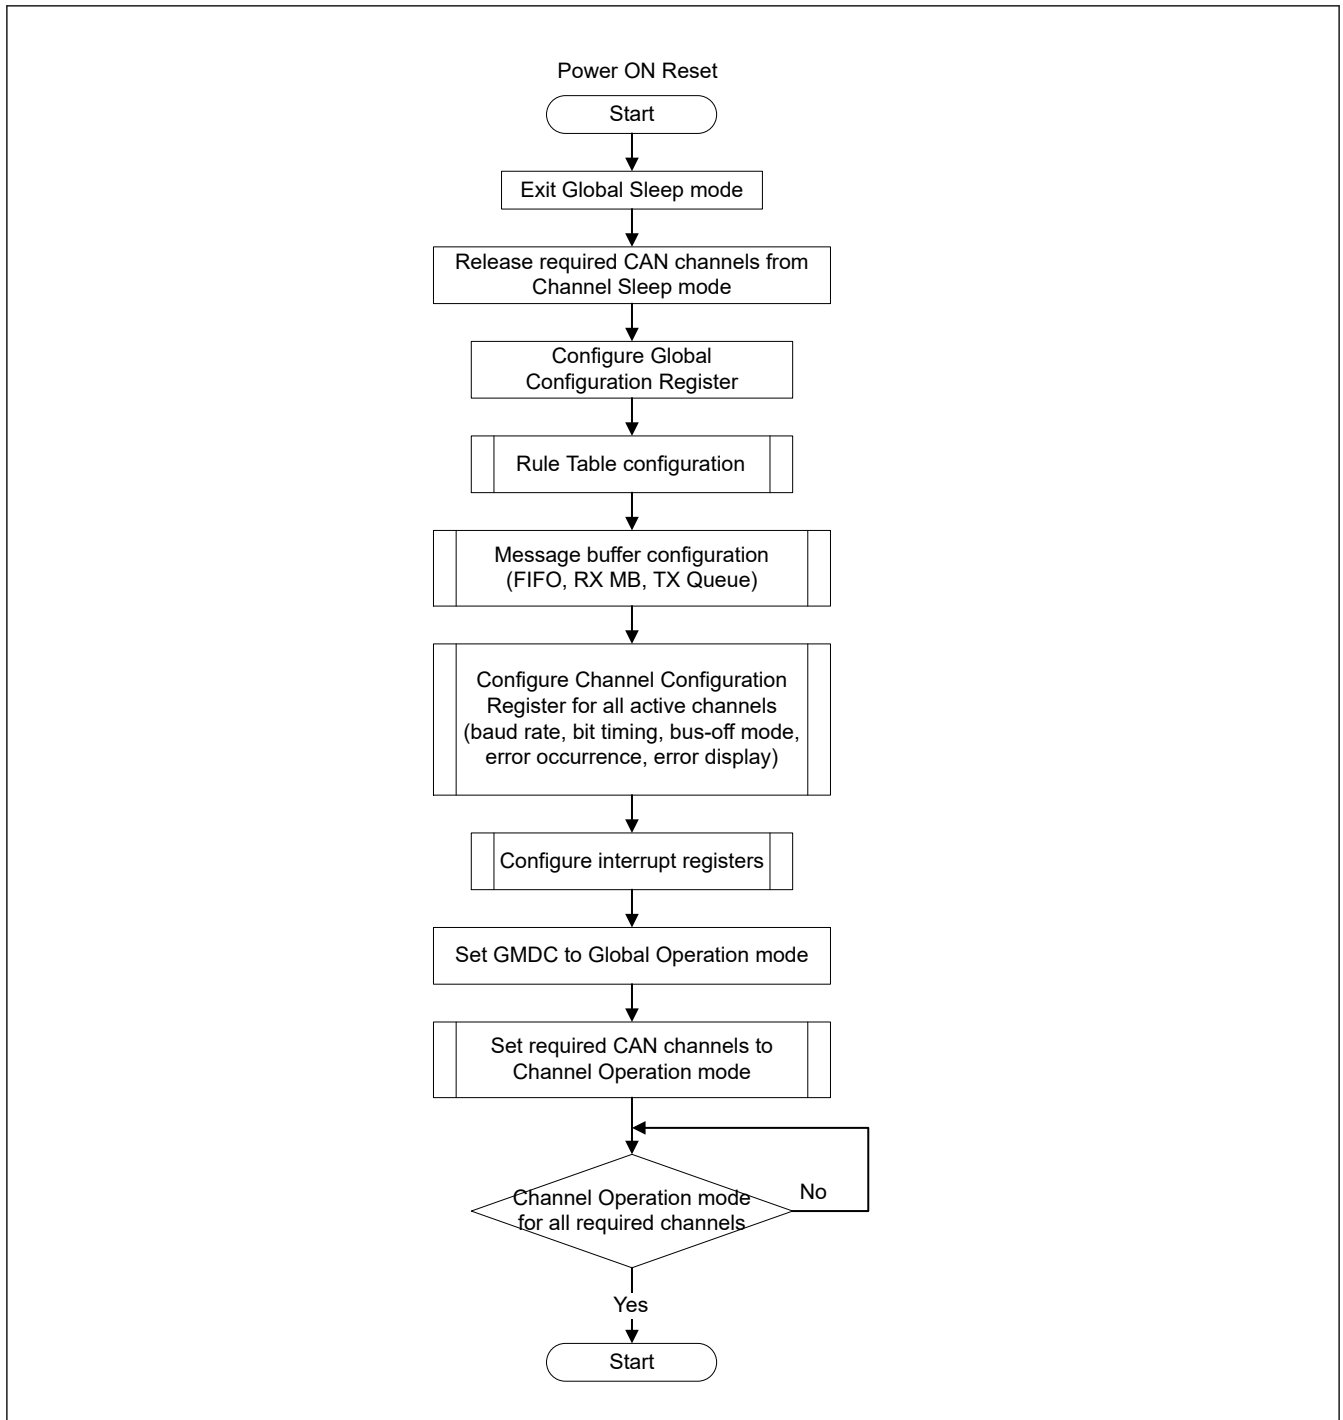 Power ON Reset
Start
Exit Global Sleep mode
Release required CAN channels from
Channel Sleep mode
Configure Global
Configuration Register
Rule Table configuration
Message buffer configuration
(FIFO, RX MB, TX Queue)
Configure Channel Configuration
Register for all active channels
(baud rate, bit timing, bus-off mode,
error occurrence, error display)
Configure interrupt registers
Set GMDC to Global Operation mode
Set required CAN channels to
Channel Operation mode
Channel Operation mode
No
for all required channels
Yes
Start